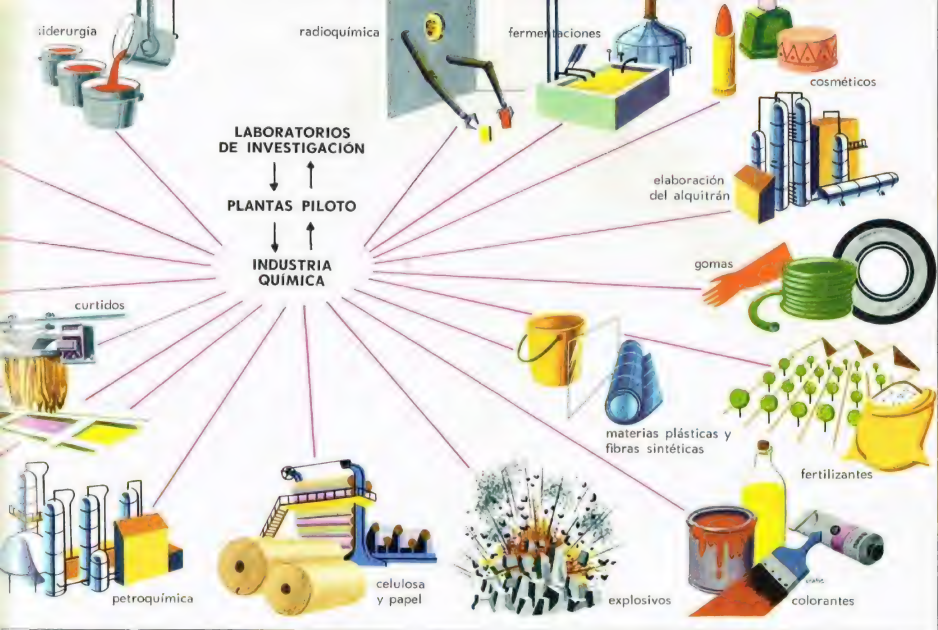 siderurgia
radioquímica
fermentaciones
cosméticos
LABORATORIOS
DE INVESTIGACIÓN
elaboración
del alquitrán
PLANTAS PILOTO
INDUSTRIA
QUÍMICA
gomas
curtidos
materias plásticas y
fibras sintéticas
fertilizantes
petroquímica
celulosa
y papel
explosivos
colorantes